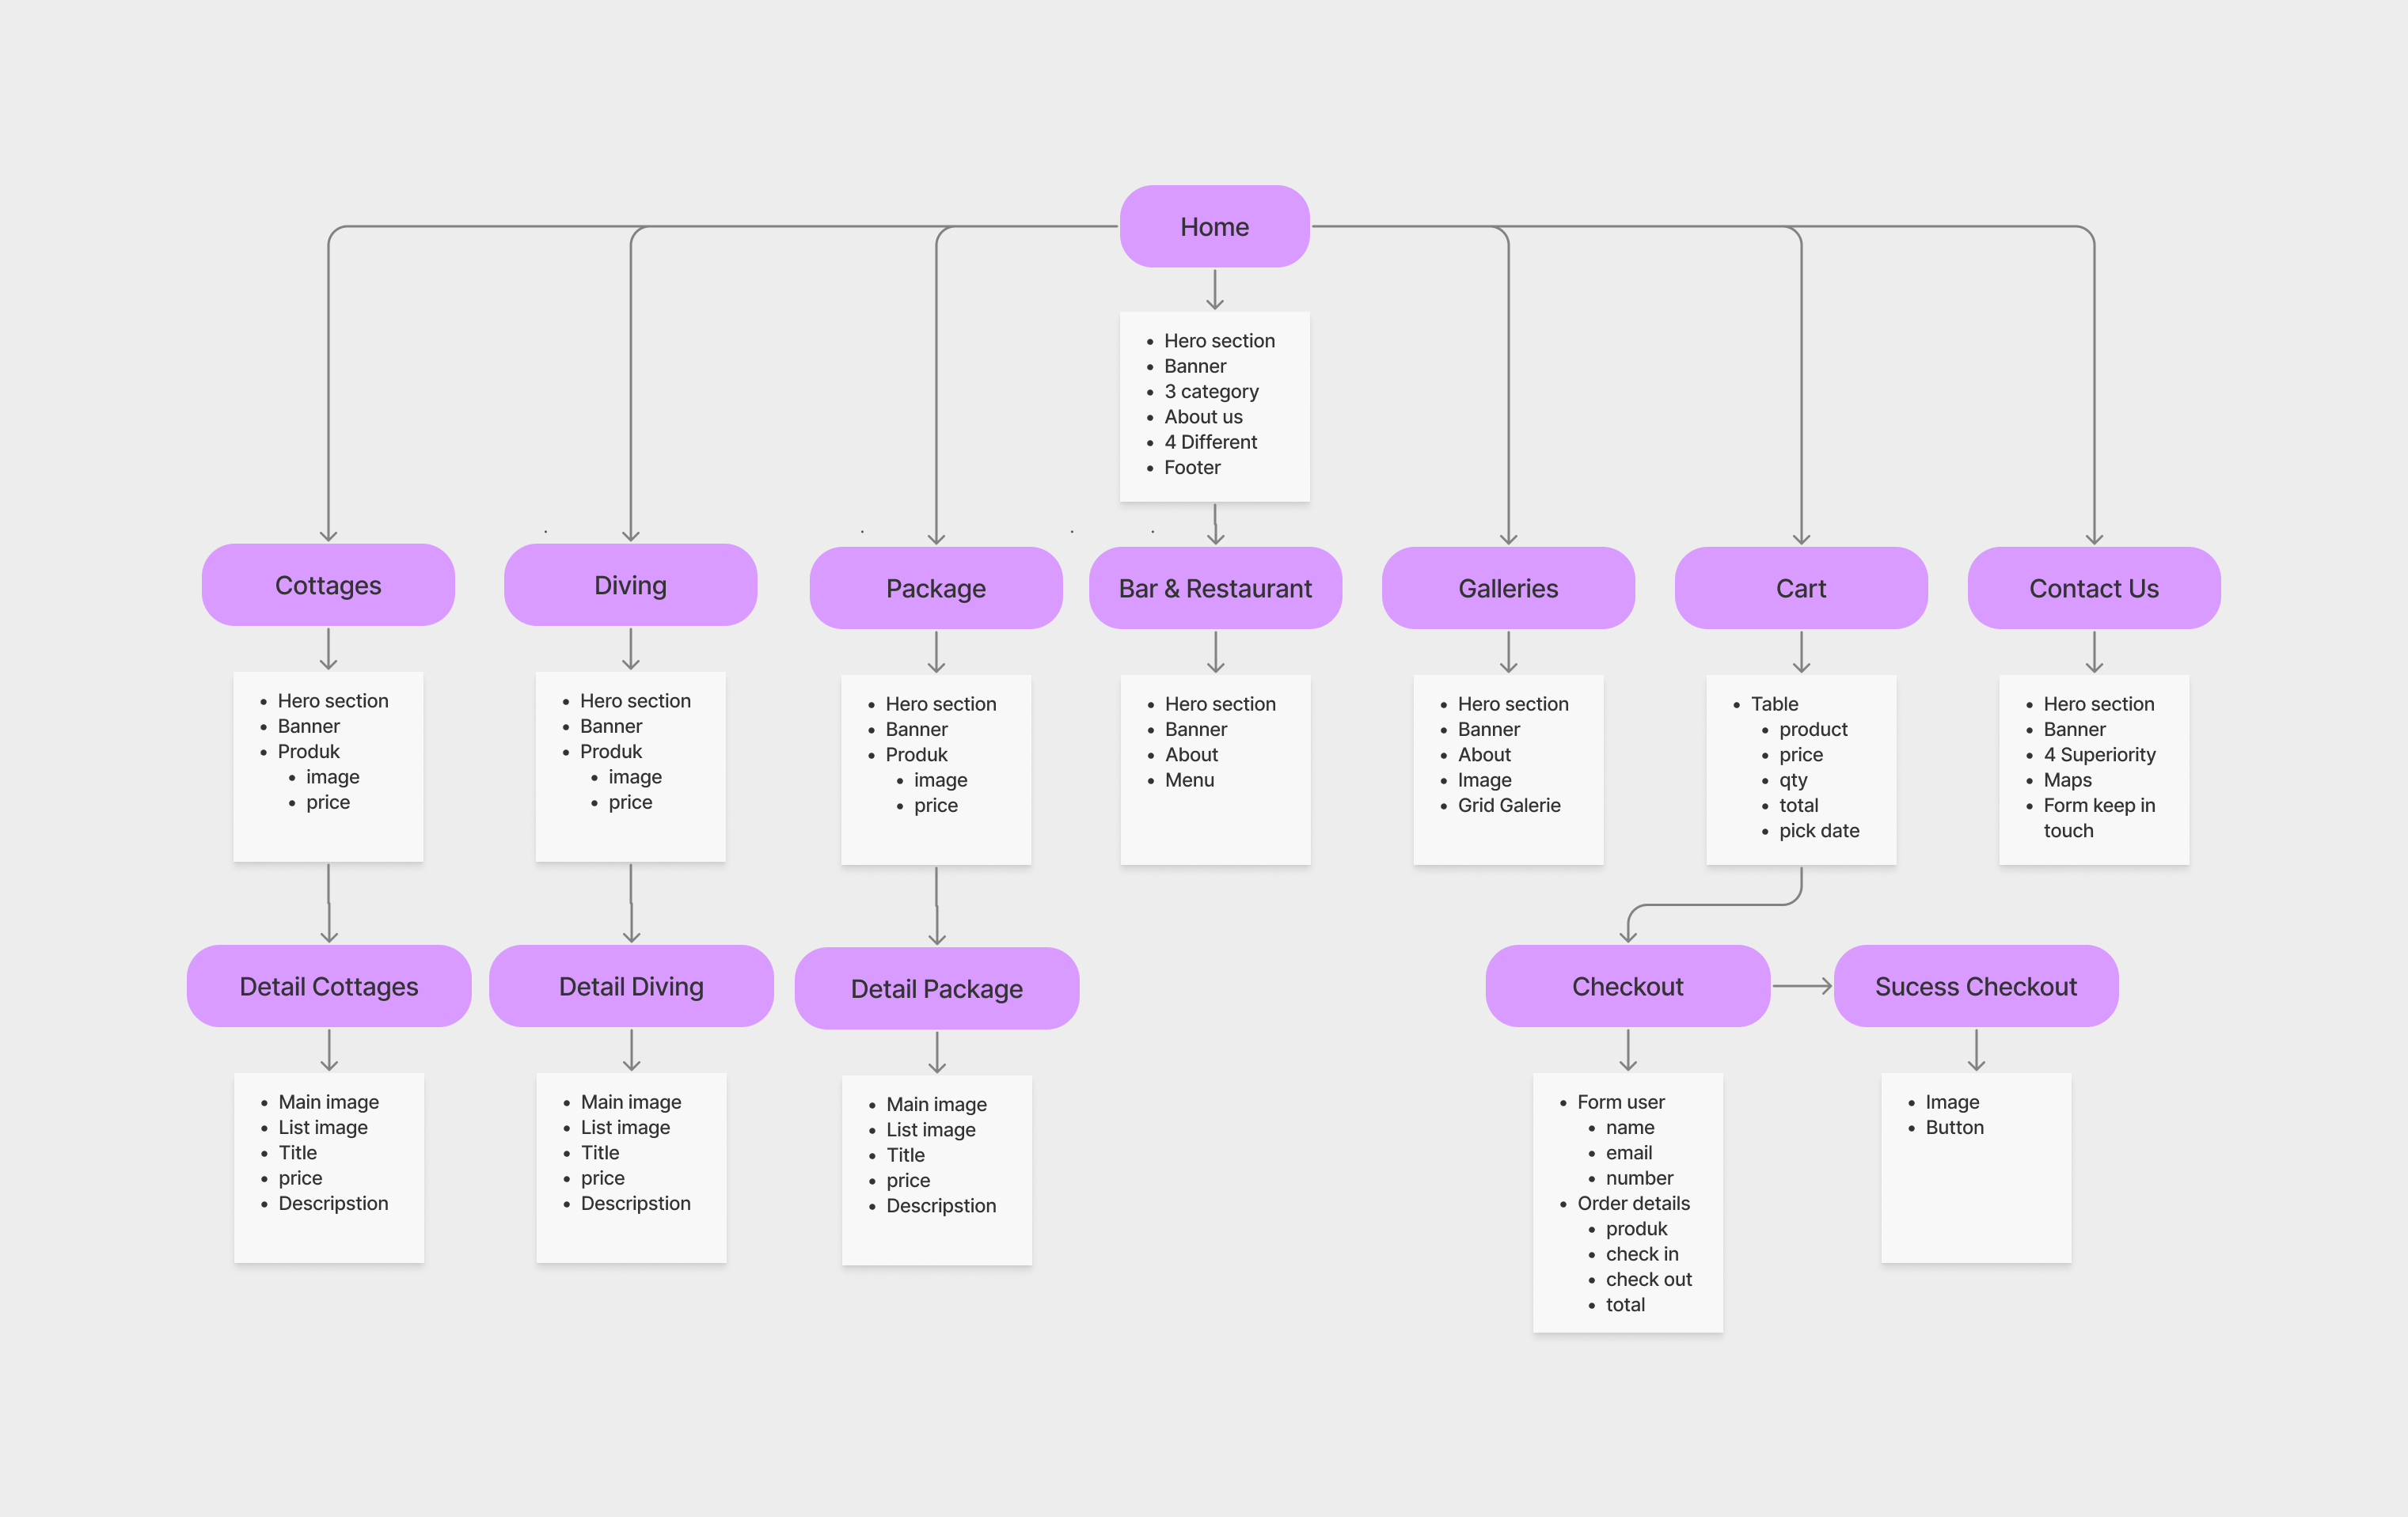 Home
• Hero section
• Banner
• 3 category
• About us
• 4 Different
• Footer
Cottages
• Hero section
• Banner
• Produk
• image
• price
Diving
• Hero section
• Banner
• Produk
• image
• price
Package
• Hero section
• Banner
• Produk
• image
• price
Bar & Restaurant
• Hero section
• Banner
• About
• Menu
Galleries
• Hero section
• Banner
• About
• Image
• Grid Galerie
Cart
• Table
• product
• price
• qty
• total
• pick date
Contact Us
• Hero section
• Banner
• 4 Superiority
• Maps
• Form keep in
touch
Detail Cottages
• Main image
• List image
• Title
• price
• Descripstion
Detail Diving
• Main image
• List image
• Title
• price
• Descripstion
Detail Package
• Main image
• List image
• Title
• price
• Descripstion
Checkout
• Form user
• name
• email
• number
• Order details
• produk
• check in
• check out
• total
Sucess Checkout
• Image
• Button